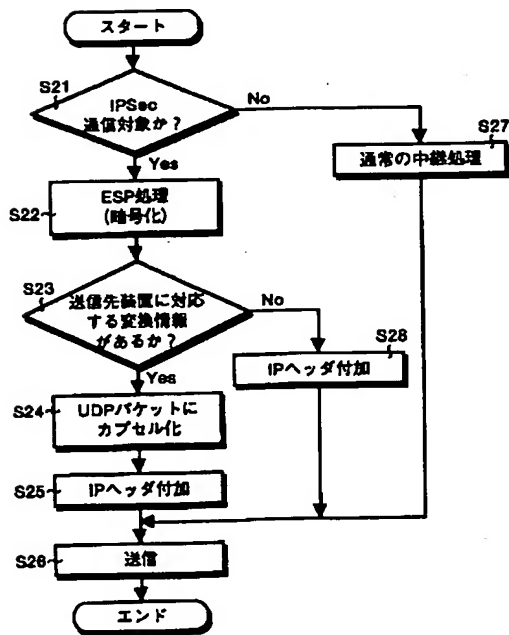 スタート
S21
IPSec
通信対象か？
No
S27
通常の中継処理
Yes
ESP処理
(暗号化)
S22
S23
送信先装置に対応
する変換情報
があるか？
No
S28
IPヘッダ付加
Yes
S24
UDPパケットに
カプセル化
S25
IPヘッダ付加
S26
送信
エンド